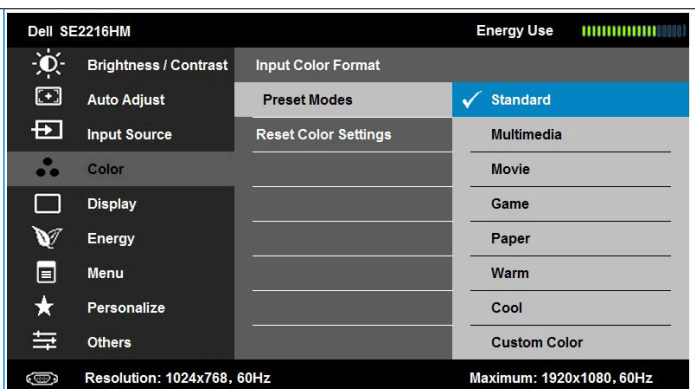 Dell SE2216HM Energy Use
Brightness / Contrast Input Color Format
Auto Adjust Preset Modes Standard
Input Source Reset Color Settings Multimedia
Color Movie
Display Game
Energy Paper
Menu Warm
Personalize Cool
Others Custom Color
Resolution: 1024x768, 60Hz Maximum: 1920x1080, 60Hz